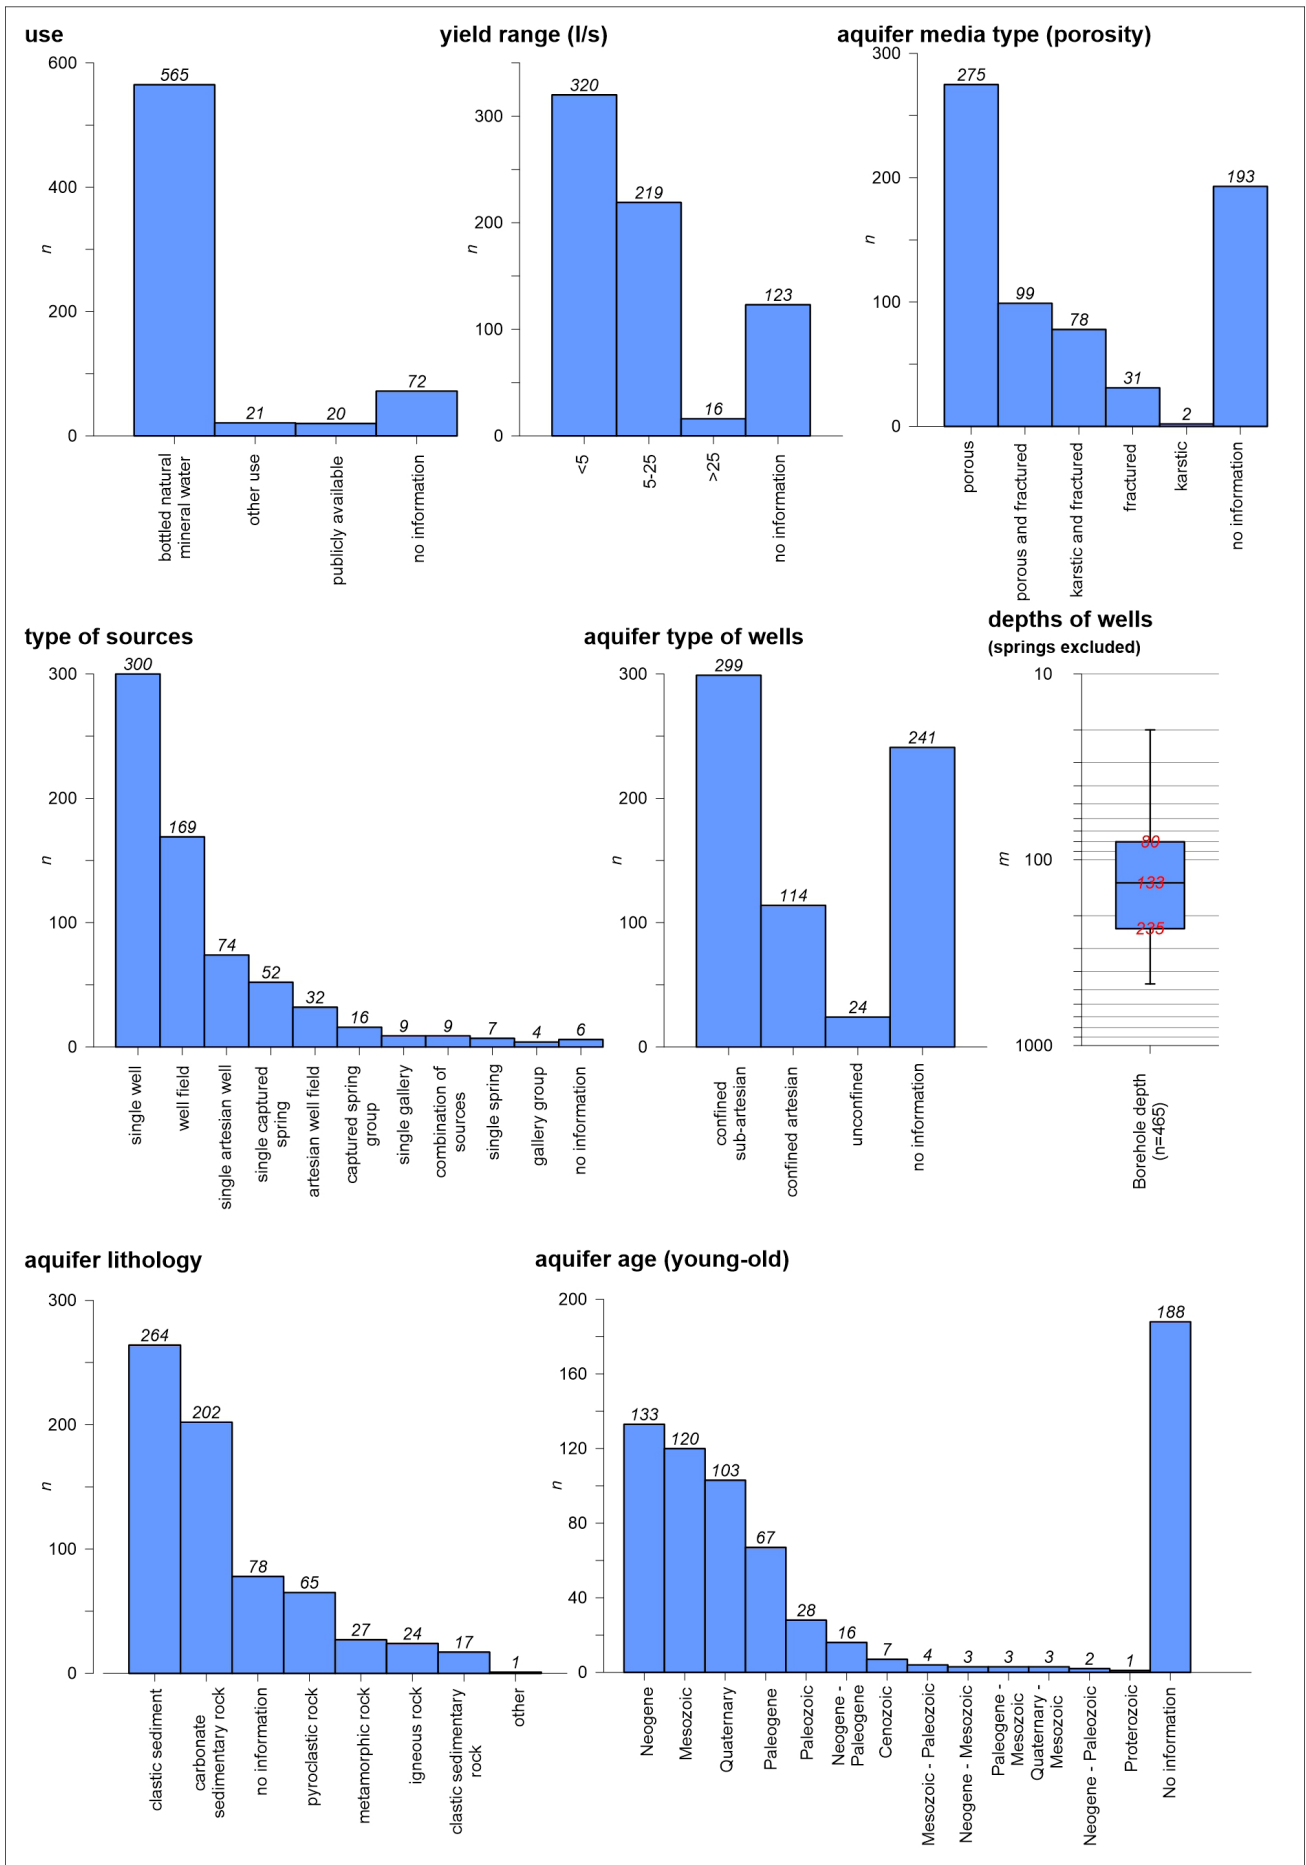 use
600
400
200
0
n
565
21
20
72
bottled natural
mineral water
other use
publicly available
no information
yield range (l/s)
300
200
100
0
n
320
219
16
123
<5
5-25
>25
no information
aquifer media type (porosity)
300
200
100
0
n
275
99
78
31
2
193
porous
porous and fractured
karstic and fractured
fractured
karstic
no information
type of sources
300
200
100
0
n
300
169
74
52
32
16
9
9
7
4
6
single well
well field
single artesian well
single captured
spring
artesian well field
captured spring
group
single gallery
combination of
sources
single spring
gallery group
no information
aquifer type of wells
300
200
100
0
n
299
114
24
241
confined
sub-artesian
confined artesian
unconfined
no information
depths of wells
(springs excluded)
10
100
1000
m
80
133
235
Borehole depth
(n=465)
aquifer lithology
300
200
100
0
n
264
202
78
65
27
24
17
1
clastic sediment
carbonate
sedimentary rock
no information
pyroclastic rock
metamorphic rock
igneous rock
clastic sedimentary
rock
other
aquifer age (young-old)
200
160
120
80
40
0
n
133
120
103
67
28
16
7
4
3
3
3
2
1
188
Neogene
Mesozoic
Quaternary
Paleogene
Paleozoic
Neogene -
Paleogene
Cenozoic
Mesozoic - Paleozoic
Neogene - Mesozoic
Paleogene -
Mesozoic
Quaternary -
Mesozoic
Neogene - Paleozoic
Proterozoic
No information